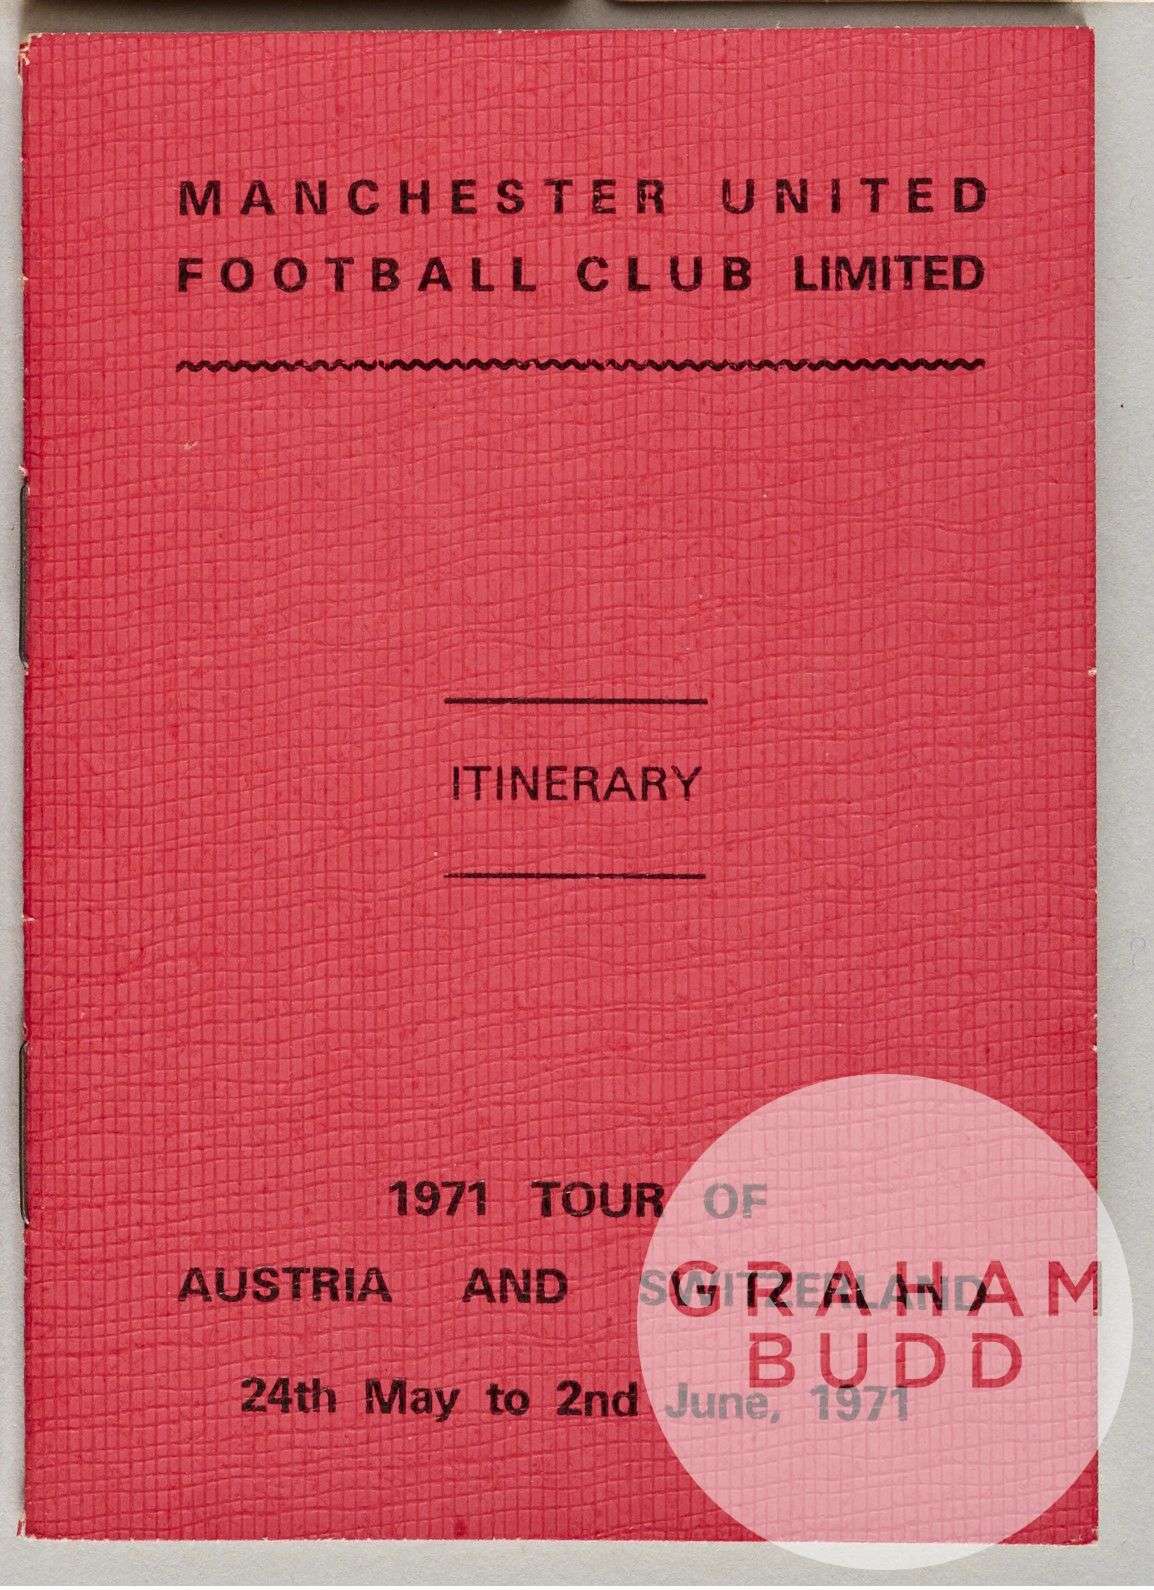 MANCHESTER UNITED
FOOTBALL CLUB LIMITED
ITINERARY
1971 TOUR OF
AUSTRIA AND SWITZERLAND
24th May to 2nd June, 1971
GRAHAM
BUDD